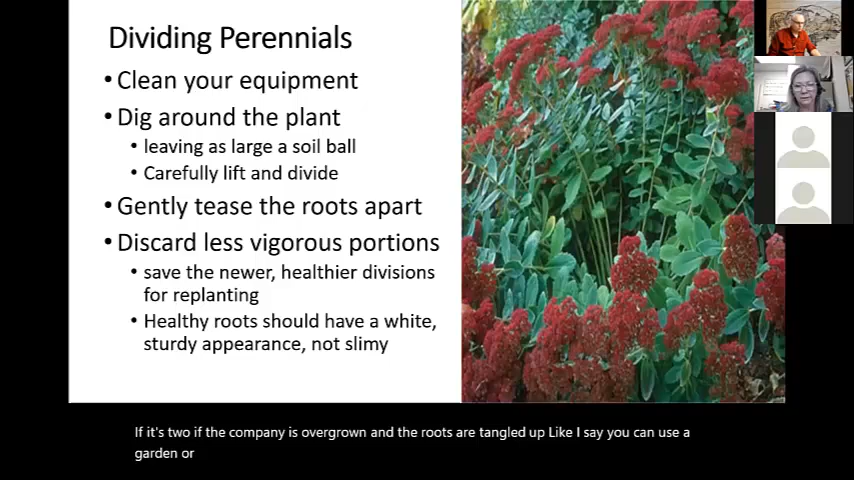 Dividing Perennials
• Clean your equipment
• Dig around the plant
• leaving as large a soil ball
• Carefully lift and divide
• Gently tease the roots apart
• Discard less vigorous portions
• save the newer, healthier divisions
for replanting
• Healthy roots should have a white,
sturdy appearance, not slimy
If it's two if the company is overgrown and the roots are tangled up Like I say you can use a
garden or